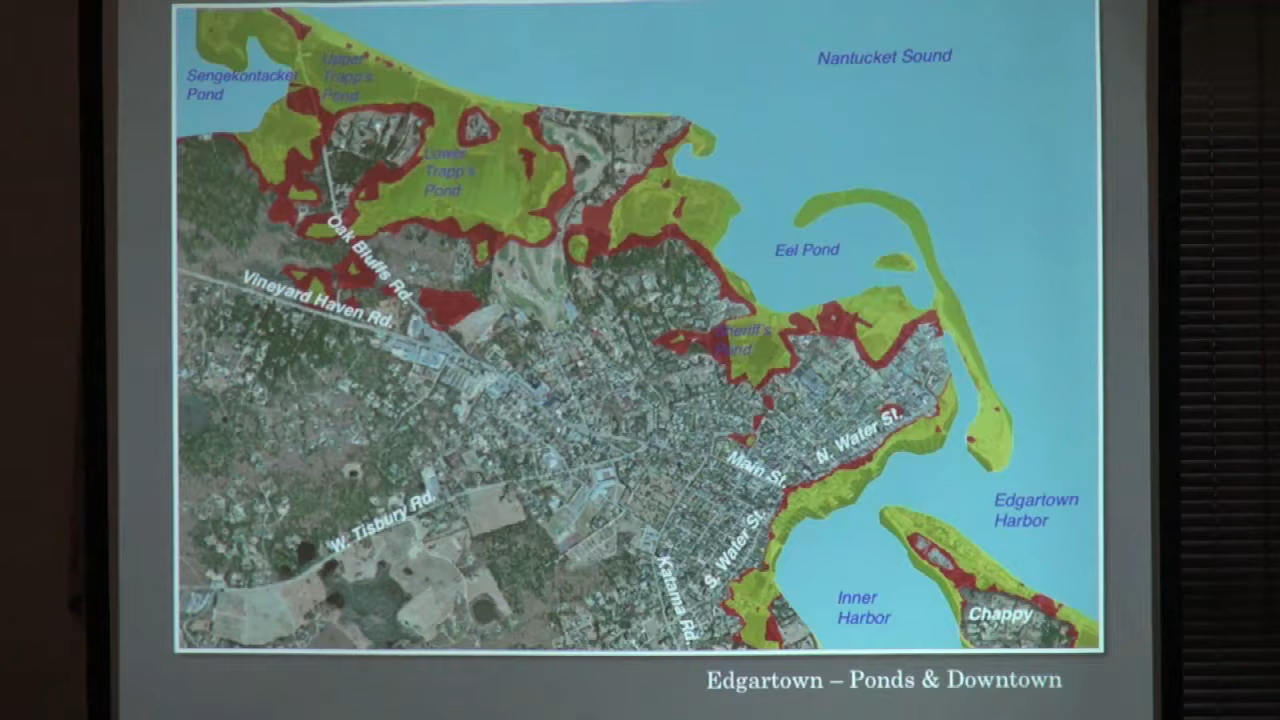 Nantucket Sound
Sengekontacket
Pond
Upper
Trapp's
Pond
Lower
Trapp's
Pond
Oak Bluffs Rd.
Vineyard Haven Rd.
Eel Pond
Sheriff's
Pond
N. Water St.
Main St.
W. Tisbury Rd.
S. Water St.
Katama Rd.
Edgartown
Harbor
Inner
Harbor
Chappy
Edgartown – Ponds & Downtown